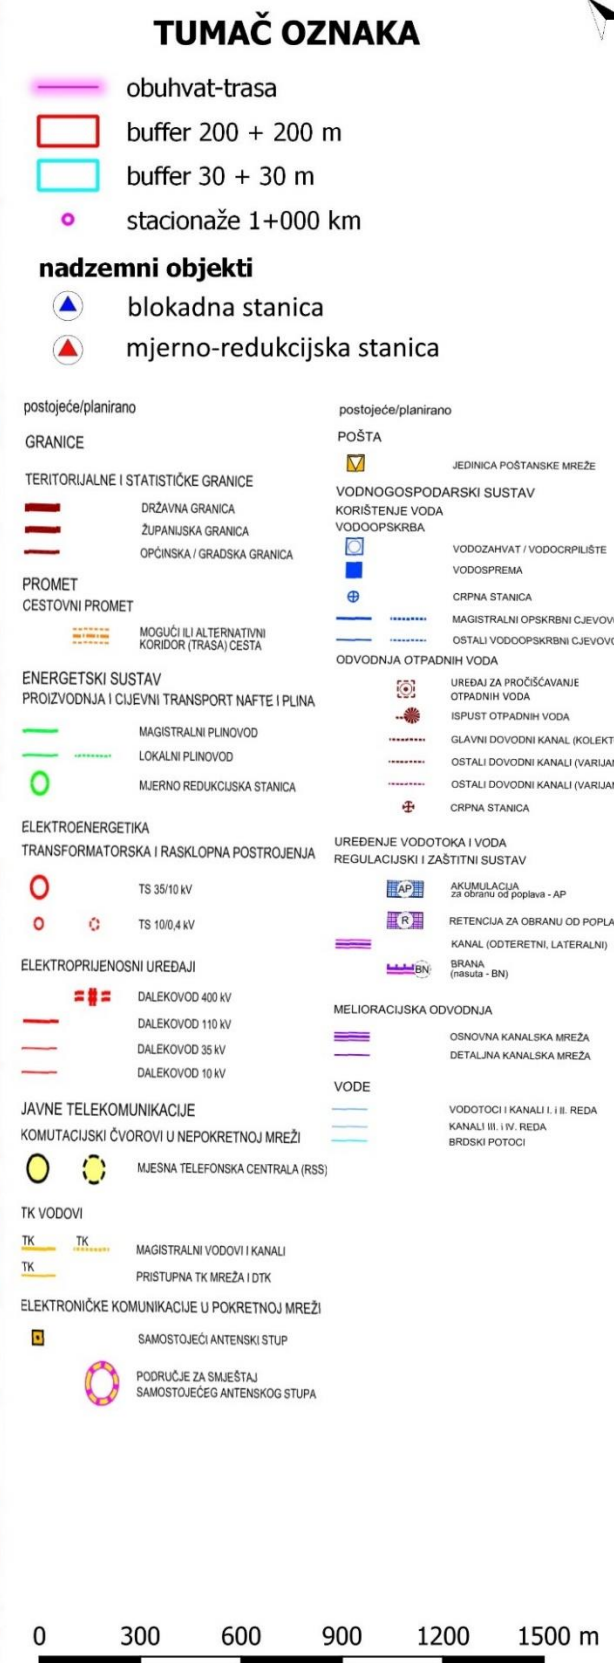 TUMAČ OZNAKA
obuhvat-trasa
buffer 200 + 200 m
buffer 30 + 30 m
stacionaže 1+000 km
nadzemni objekti
blokadna stanica
mjerno-redukcijska stanica
postojeće/planirano
GRANICE
TERITORIJALNE I STATISTIČKE GRANICE
DRŽAVNA GRANICA
ŽUPANIJSKA GRANICA
OPĆINSKA / GRADSKA GRANICA
PROMET
CESTOVNI PROMET
MOGUĆI ILI ALTERNATIVNI
KORIDOR (TRASA) CESTA
ENERGETSKI SUSTAV
PROIZVODNJA I CIJEVNI TRANSPORT NAFTE I PLINA
MAGISTRALNI PLINOVOD
LOKALNI PLINOVOD
MJERNO REDUKCIJSKA STANICA
ELEKTROENERGETIKA
TRANSFORMATORSKA I RASKLOPNA POSTROJENJA
TS 35/10 kV
TS 10/0,4 kV
ELEKTROPRIJENOSNI UREĐAJI
DALEKOVOD 400 kV
DALEKOVOD 110 kV
DALEKOVOD 35 kV
DALEKOVOD 10 kV
JAVNE TELEKOMUNIKACIJE
KOMUTACIJSKI ČVOROVI U NEPOKRETNOJ MREŽI
MJESNA TELEFONSKA CENTRALA (RSS)
TK VODOVI
TK TK
MAGISTRALNI VODOVI I KANALI
TK
PRISTUPNA TK MREŽA I DTK
ELEKTRONIČKE KOMUNIKACIJE U POKRETNOJ MREŽI
SAMOSTOJEĆI ANTENSKI STUP
PODRUČJE ZA SMJEŠTAJ
SAMOSTOJEĆEG ANTENSKOG STUPA
postojeće/planirano
POŠTA
JEDINICA POŠTANSKE MREŽE
VODNOGOSPODARSKI SUSTAV
KORIŠTENJE VODA
VODOOPSKRBA
VODOZAHVAT / VODOCRPILIŠTE
VODOSPREMA
CRPNA STANICA
MAGISTRALNI OPSKRBNI CJEVOVO
OSTALI VODOOPSKRBNI CJEVOVO
ODVODNJA OTPADNIH VODA
UREĐAJ ZA PROČIŠĆAVANJE
OTPADNIH VODA
ISPUST OTPADNIH VODA
GLAVNI DOVODNI KANAL (KOLEKT
OSTALI DOVODNI KANALI (VARIJAN
OSTALI DOVODNI KANALI (VARIJAN
CRPNA STANICA
UREĐENJE VODOTOKA I VODA
REGULACIJSKI I ZAŠTITNI SUSTAV
AP
AKUMULACIJA
za obranu od poplava - AP
R
RETENCIJA ZA OBRANU OD POPLA
KANAL (ODTERETNI, LATERALNI)
BN
BRANA
(nasuta - BN)
MELIORACIJSKA ODVODNJA
OSNOVNA KANALSKA MREŽA
DETALJNA KANALSKA MREŽA
VODE
VODOTOCI I KANALI I. i II. REDA
KANALI III. i IV. REDA
BRDSKI POTOCI
0 300 600 900 1200 1500 m